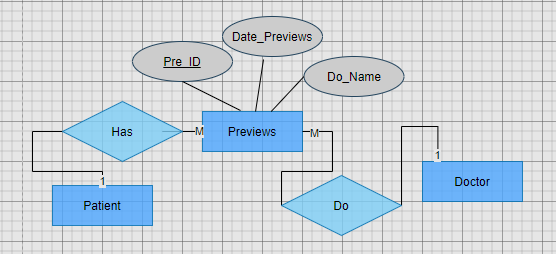 Date_Previews
Pre_ID
Do_Name
Has
M
Previews
M
1
1
Doctor
Patient
Do